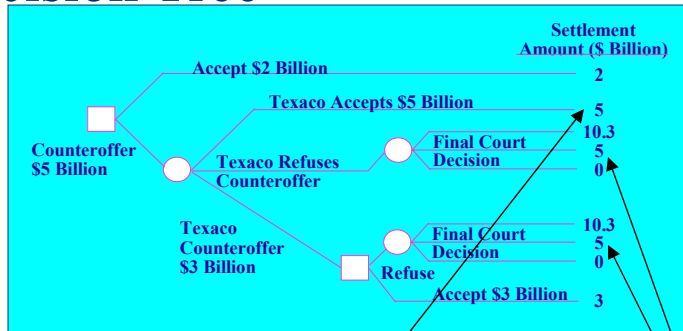 Settlement
Amount ($ Billion)
Accept $2 Billion
2
Texaco Accepts $5 Billion
5
10.3
Counteroffer
$5 Billion
Texaco Refuses
Counteroffer
Final Court
Decision
5
0
Texaco
Counteroffer
$3 Billion
10.3
Final Court
Decision
5
0
Refuse
Accept $3 Billion
3